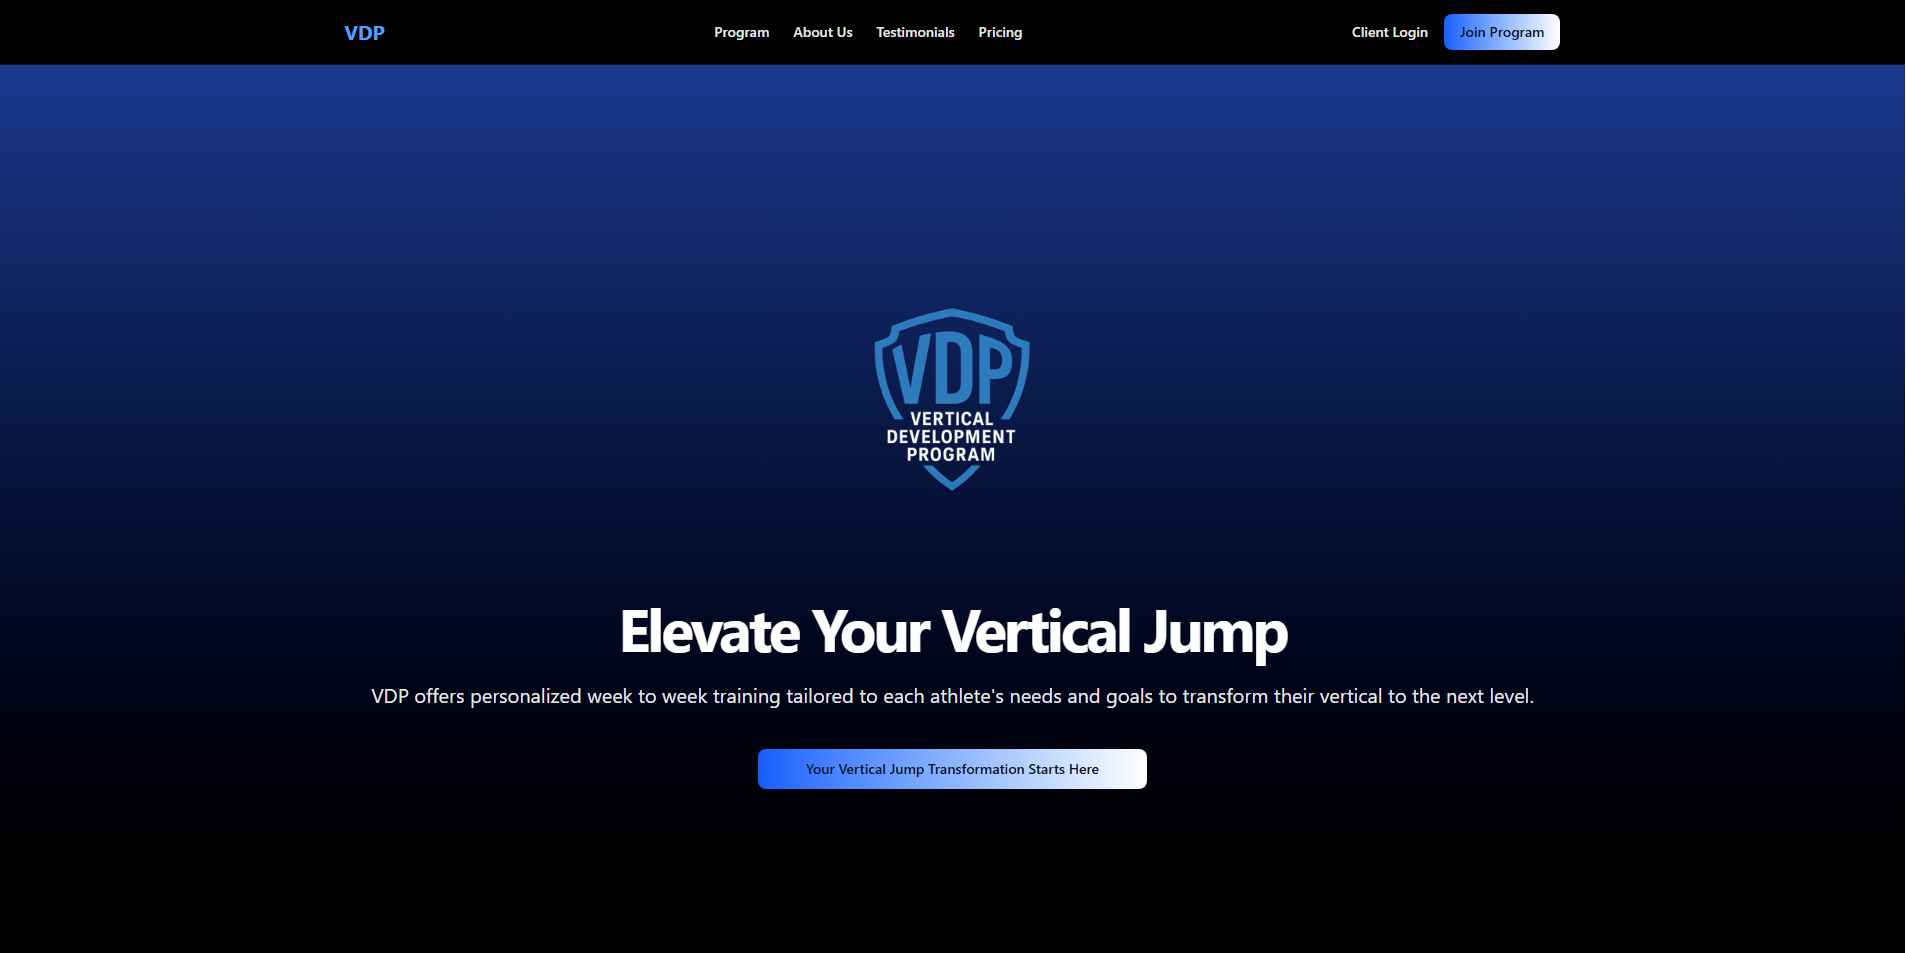 VDP
Program About Us Testimonials Pricing
Client Login Join Program
VDP
VERTICAL
DEVELOPMENT
PROGRAM
Elevate Your Vertical Jump
VDP offers personalized week to week training tailored to each athlete's needs and goals to transform their vertical to the next level.
Your Vertical Jump Transformation Starts Here